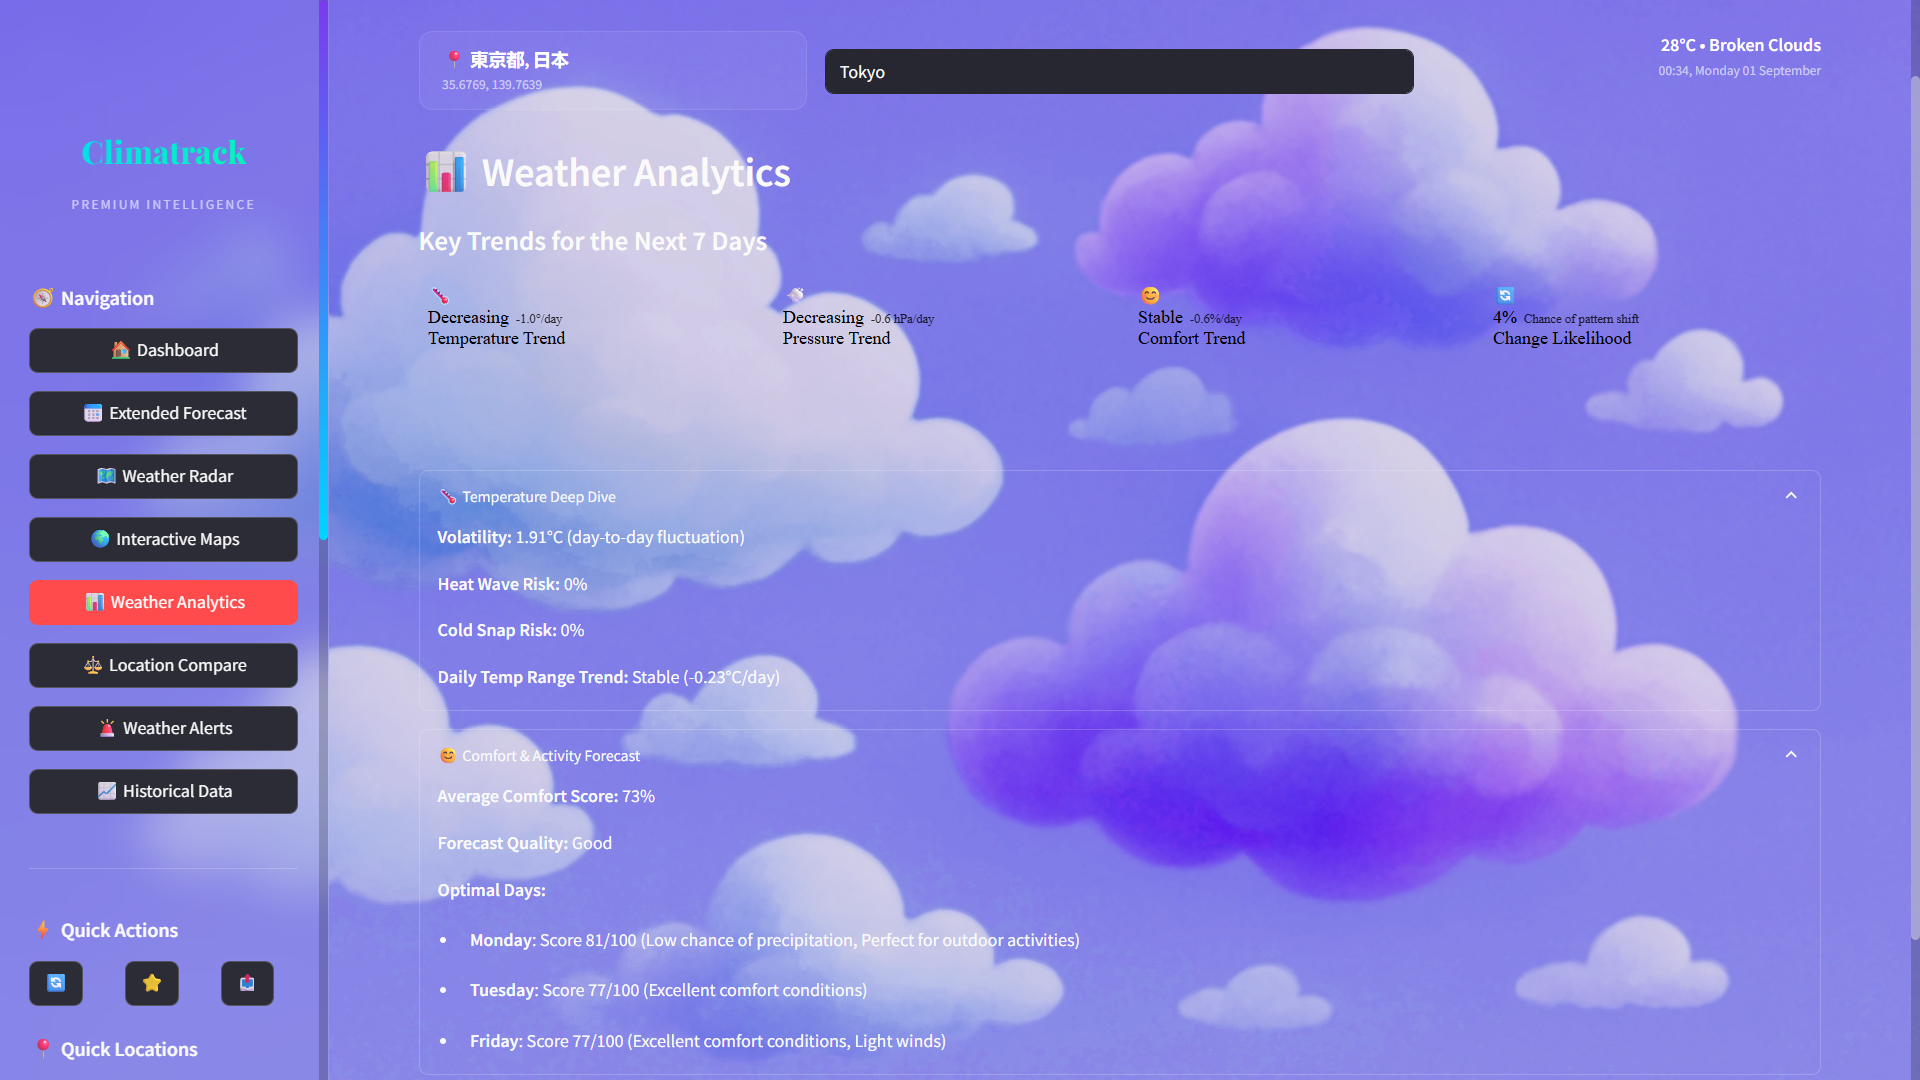 Climatrack
PREMIUM INTELLIGENCE
Navigation
Dashboard
Extended Forecast
Weather Radar
Interactive Maps
Weather Analytics
Location Compare
Weather Alerts
Historical Data
Quick Actions
Quick Locations
東京都, 日本
35.6769, 139.7639
Tokyo
28°C • Broken Clouds
00:34, Monday 01 September
Weather Analytics
Key Trends for the Next 7 Days
Decreasing -1.0°/day
Temperature Trend
Decreasing -0.6 hPa/day
Pressure Trend
Stable -0.6%/day
Comfort Trend
4% Chance of pattern shift
Change Likelihood
Temperature Deep Dive
Volatility: 1.91°C (day-to-day fluctuation)
Heat Wave Risk: 0%
Cold Snap Risk: 0%
Daily Temp Range Trend: Stable (-0.23°C/day)
Comfort & Activity Forecast
Average Comfort Score: 73%
Forecast Quality: Good
Optimal Days:
• Monday: Score 81/100 (Low chance of precipitation, Perfect for outdoor activities)
• Tuesday: Score 77/100 (Excellent comfort conditions)
• Friday: Score 77/100 (Excellent comfort conditions, Light winds)